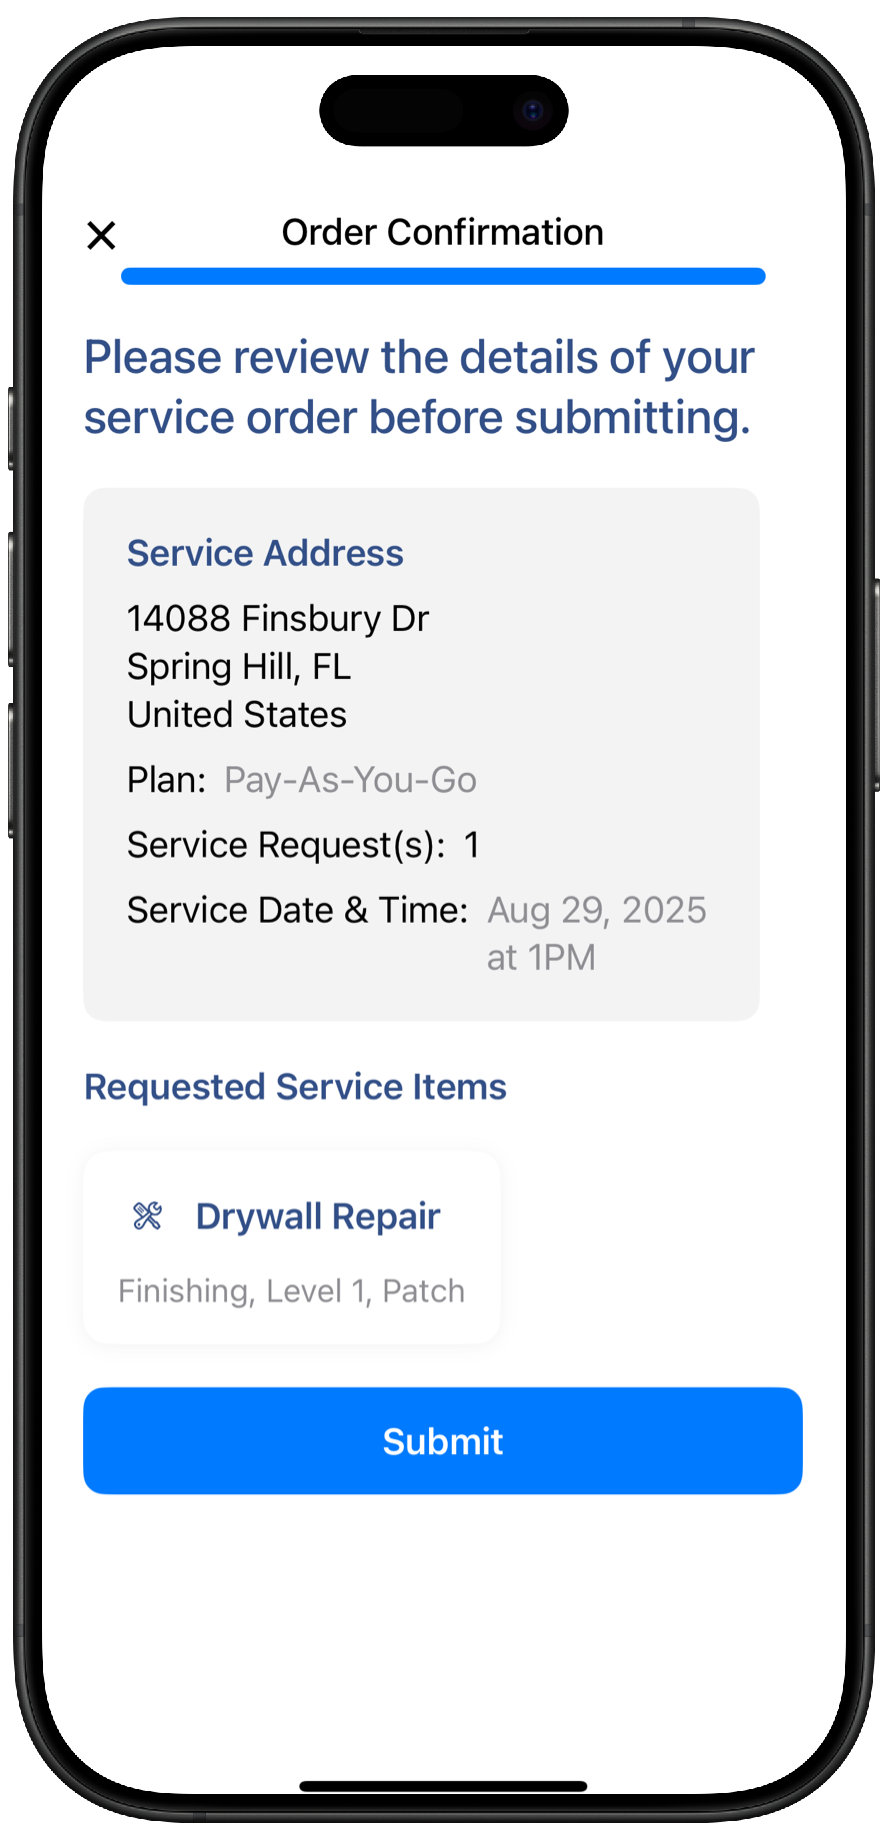 Order Confirmation
Please review the details of your
service order before submitting.
Service Address
14088 Finsbury Dr
Spring Hill, FL
United States
Plan: Pay-As-You-Go
Service Request(s): 1
Service Date & Time: Aug 29, 2025
at 1PM
Requested Service Items
Drywall Repair
Finishing, Level 1, Patch
Submit